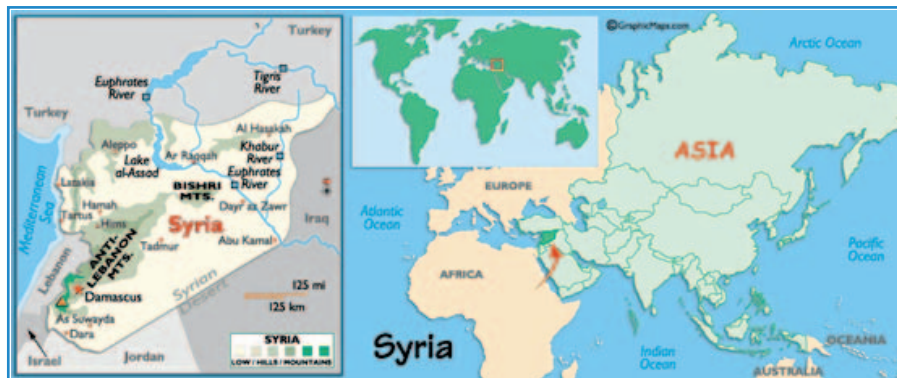 Turkey
Euphrates
River
Tigris
River
Turkey
Aleppo
Al Hasakah
Ar Raqqah
Khabur
River
Lake
al-Assad
Euphrates
River
Latakia
BISHRI
MTS.
Mediterranean
Sea
Hamah
Tartus
Hims
Syria
Dayr az Zawr
Iraq
Tadmur
Abu Kamal
ANTI-
LEBANON
MTS.
Lebanon
Damascus
Syrian
Desert
125 mi
125 km
As Suwayda
Dara
Israel
Jordan
SYRIA
LOW / HILLS / MOUNTAINS
©GraphicMaps.com
Arctic Ocean
ASIA
EUROPE
Atlantic
Ocean
AFRICA
Pacific
Ocean
Syria
Indian
Ocean
OCEANIA
AUSTRALIA